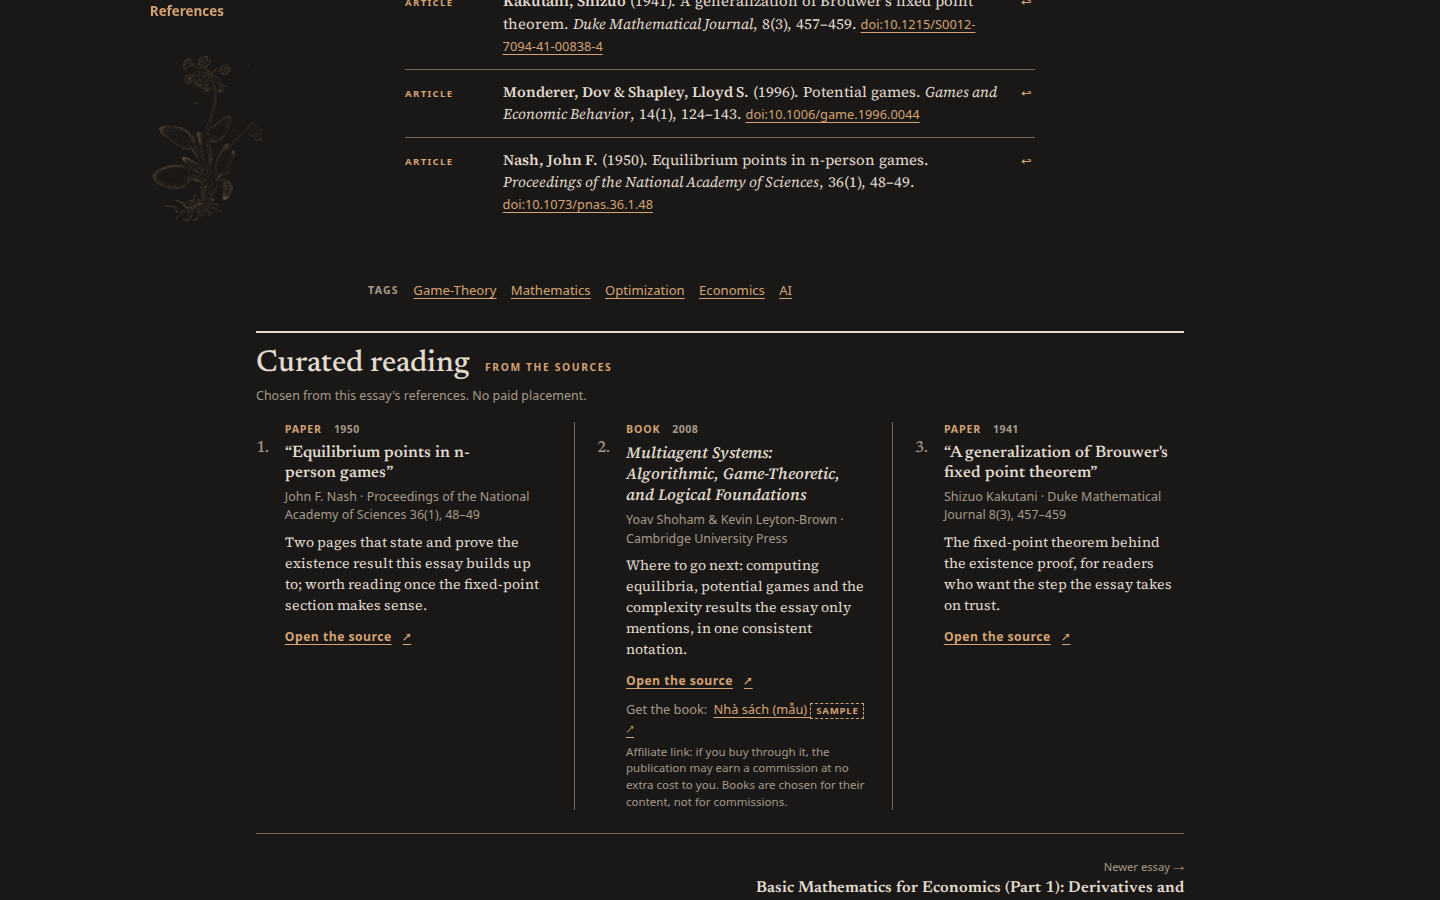 References
ARTICLE Kakutani, Shizuo (1941). A generalization of Brouwer's fixed point ↩
theorem. Duke Mathematical Journal, 8(3), 457–459. doi:10.1215/S0012-
7094-41-00838-4
ARTICLE Monderer, Dov & Shapley, Lloyd S. (1996). Potential games. Games and ↩
Economic Behavior, 14(1), 124–143. doi:10.1006/game.1996.0044
ARTICLE Nash, John F. (1950). Equilibrium points in n-person games. ↩
Proceedings of the National Academy of Sciences, 36(1), 48–49.
doi:10.1073/pnas.36.1.48
TAGS Game-Theory Mathematics Optimization Economics AI
Curated reading FROM THE SOURCES
Chosen from this essay's references. No paid placement.
PAPER 1950
1. “Equilibrium points in n-
person games”
John F. Nash · Proceedings of the National
Academy of Sciences 36(1), 48–49
Two pages that state and prove the
existence result this essay builds up
to; worth reading once the fixed-point
section makes sense.
Open the source ↗
BOOK 2008
2. Multiagent Systems:
Algorithmic, Game-Theoretic,
and Logical Foundations
Yoav Shoham & Kevin Leyton-Brown ·
Cambridge University Press
Where to go next: computing
equilibria, potential games and the
complexity results the essay only
mentions, in one consistent
notation.
Open the source ↗
Get the book: Nhà sách (mẫu) SAMPLE
↗
Affiliate link: if you buy through it, the
publication may earn a commission at no
extra cost to you. Books are chosen for their
content, not for commissions.
PAPER 1941
3. “A generalization of Brouwer's
fixed point theorem”
Shizuo Kakutani · Duke Mathematical
Journal 8(3), 457–459
The fixed-point theorem behind
the existence proof, for readers
who want the step the essay takes
on trust.
Open the source ↗
Newer essay →
Basic Mathematics for Economics (Part 1): Derivatives and